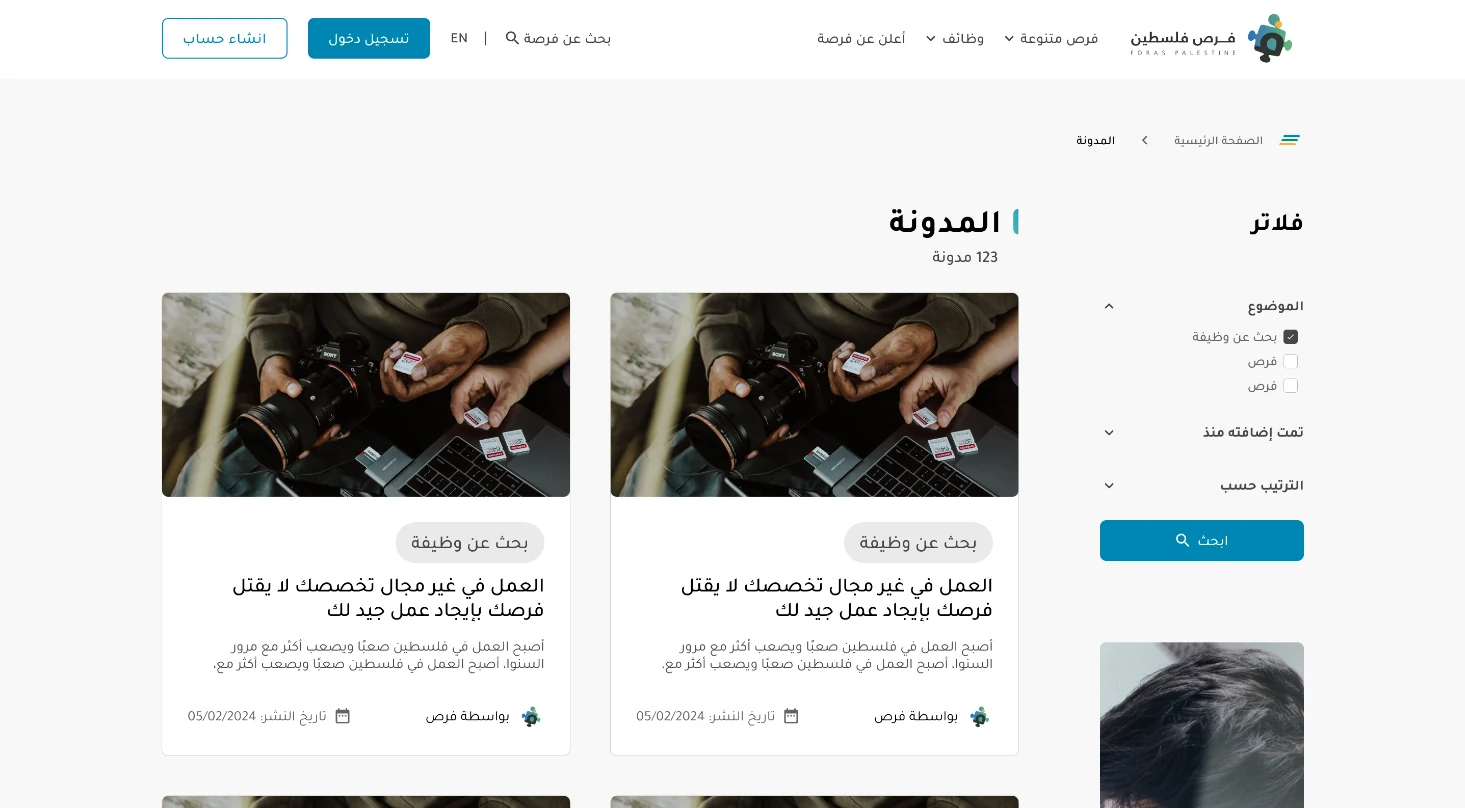 فـرص فلسطين
FORAS PALESTINE
فرص متنوعة
وظائف
أعلن عن فرصة
بحث عن فرصة
|
EN
تسجيل دخول
انشاء حساب
الصفحة الرئيسية
المدونة
فلاتر
الموضوع
بحث عن وظيفة
فرص
فرص
تمت إضافته منذ
الترتيب حسب
ابحث
المدونة
123 مدونة
SONY
بحث عن وظيفة
العمل في غير مجال تخصصك لا يقتل
فرصك بإيجاد عمل جيد لك
أصبح العمل في فلسطين صعبًا ويصعب أكثر مع مرور
السنوا، أصبح العمل في فلسطين صعبًا ويصعب أكثر مع.
بواسطة فرص
تاريخ النشر: 05/02/2024
SONY
بحث عن وظيفة
العمل في غير مجال تخصصك لا يقتل
فرصك بإيجاد عمل جيد لك
أصبح العمل في فلسطين صعبًا ويصعب أكثر مع مرور
السنوا، أصبح العمل في فلسطين صعبًا ويصعب أكثر مع،
بواسطة فرص
تاريخ النشر: 05/02/2024